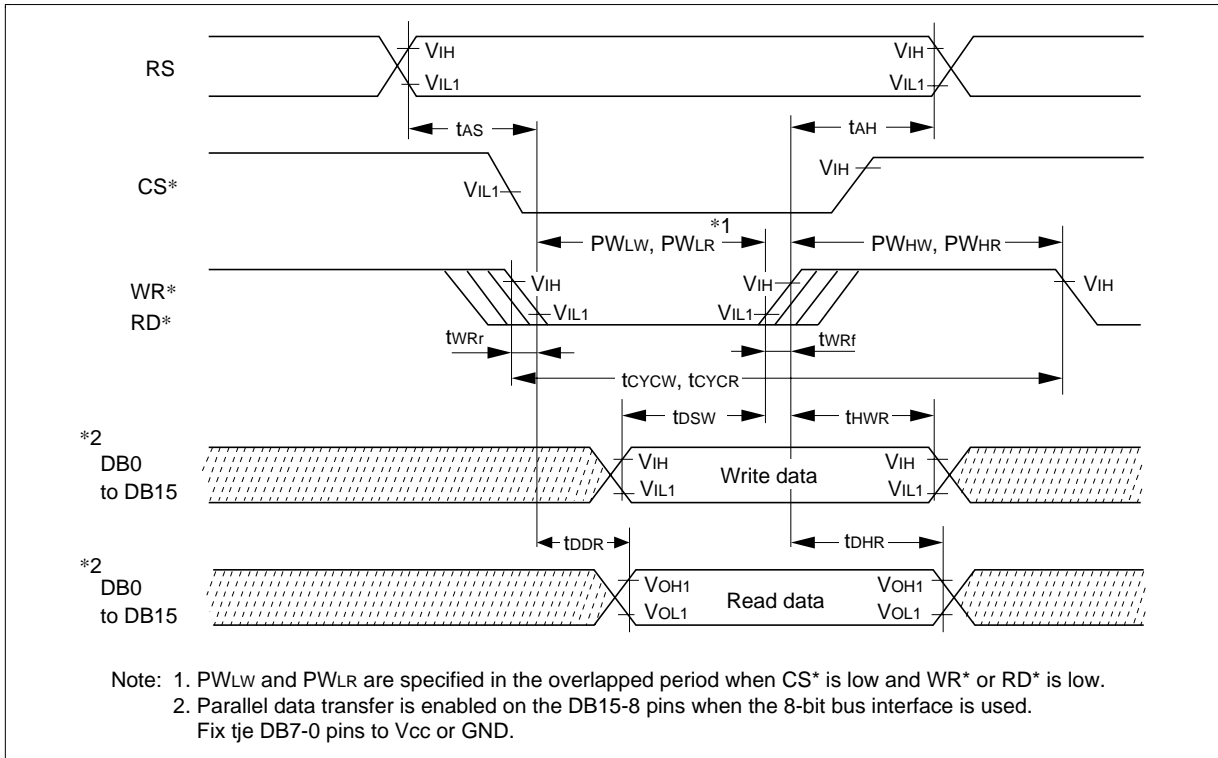 RS
VIH
VIH
VIL1
VIL1
tAS
tAH
CS*
VIL1
VIH
*1
PWLW, PWLR
PWHW, PWHR
WR*
RD*
VIH
VIH
VIH
VIL1
VIL1
tWRr
tWRf
tCYCW, tCYCR
tDSW
tHWR
*2
DB0
to DB15
VIH
Write data
VIH
VIL1
VIL1
tDDR
tDHR
*2
DB0
to DB15
VOH1
Read data
VOH1
VOL1
VOL1
Note: 1. PWLW and PWLR are specified in the overlapped period when CS* is low and WR* or RD* is low.
2. Parallel data transfer is enabled on the DB15-8 pins when the 8-bit bus interface is used.
Fix tje DB7-0 pins to Vcc or GND.